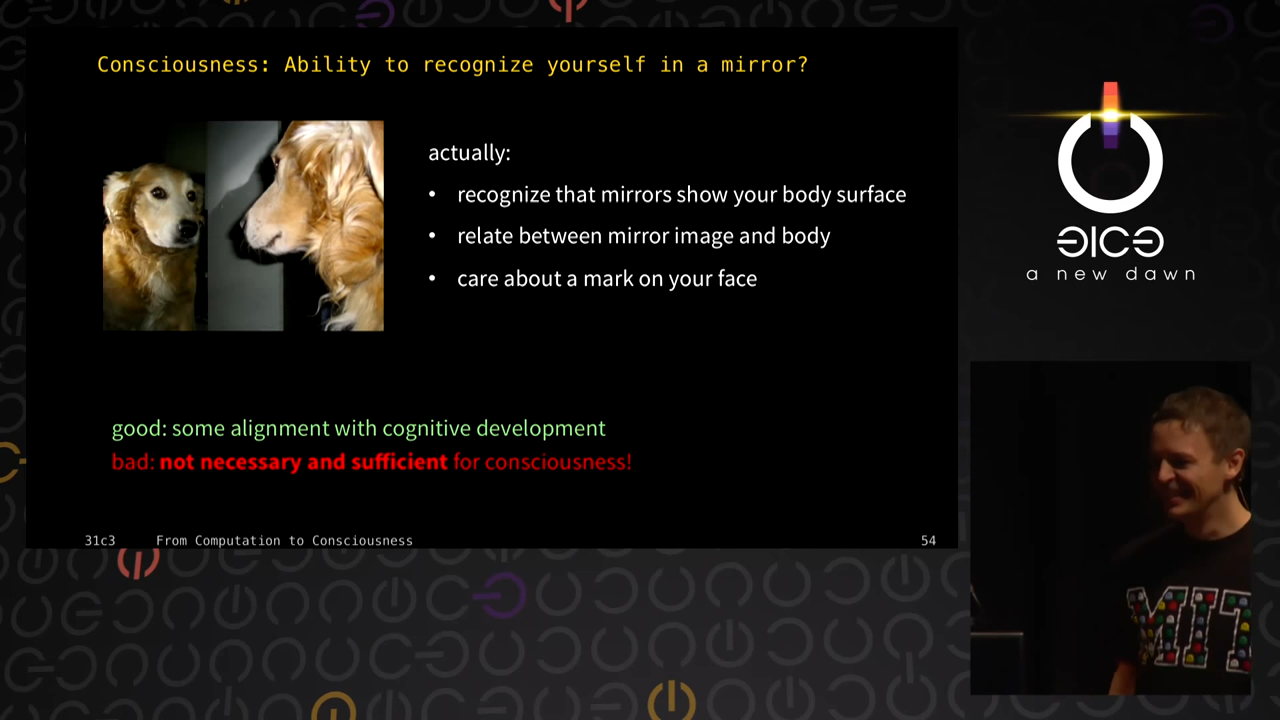 Consciousness: Ability to recognize yourself in a mirror?
actually:
• recognize that mirrors show your body surface
• relate between mirror image and body
• care about a mark on your face
good: some alignment with cognitive development
bad: not necessary and sufficient for consciousness!
31c3 From Computation to Consciousness 54
a new dawn
MIT